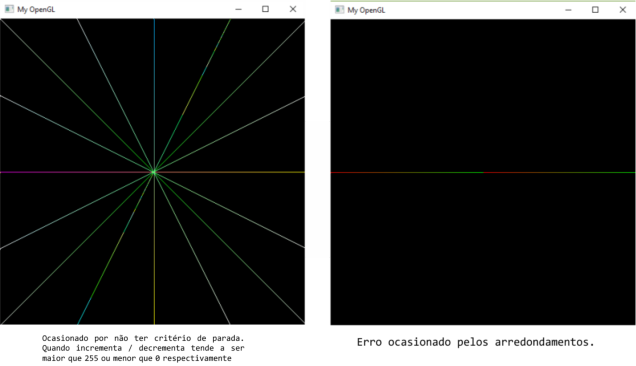 My OpenGL
My OpenGL
Ocasionado por não ter critério de parada.
Quando incrementa / decrementa tende a ser
maior que 255 ou menor que 0 respectivamente
Erro ocasionado pelos arredondamentos.